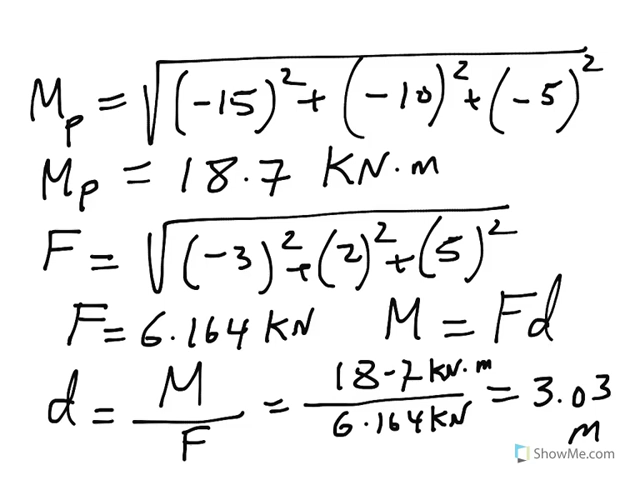 Mp = √(-15)² + (-10)² + (-5)²
Mp = 18.7 KN·m
F = √(-3)² + (2)² + (5)²
F = 6.164 KN M = Fd
d = M/F = 18.7 KN·m / 6.164 KN = 3.03 m
ShowMe.com